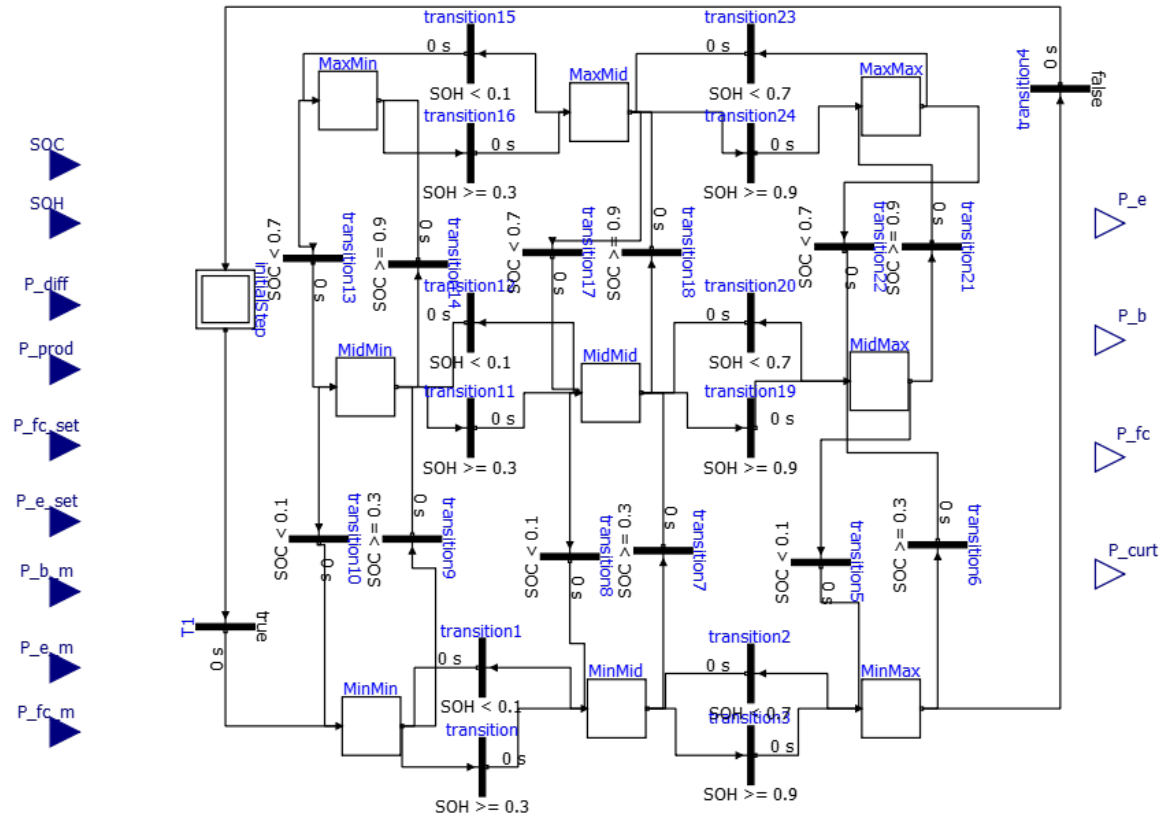 transition15
transition23
0 s
0 s
MaxMin
MaxMid
MaxMax
SOH < 0.1
SOH < 0.7
transition16
transition24
0 s
0 s
SOH >= 0.3
SOH >= 0.9
transition4
0 s
false
SOC
SOH
P_diff
P_prod
P_fc_set
P_e_set
P_b_m
P_e_m
P_fc_m
P_e
P_b
P_fc
P_curt
initialStep
SOC < 0.7
0 s
transition13
SOC >= 0.9
0 s
transition14
SOC < 0.7
0 s
transition17
SOC >= 0.9
0 s
transition18
SOC < 0.7
0 s
transition22
SOC >= 0.9
0 s
transition21
0 s
transition20
0 s
MidMin
MidMid
MidMax
SOH < 0.1
SOH < 0.7
transition11
transition19
0 s
0 s
SOH >= 0.3
SOH >= 0.9
SOC < 0.1
0 s
transition10
SOC >= 0.3
0 s
transition9
SOC < 0.1
0 s
transition8
SOC >= 0.3
0 s
transition7
SOC < 0.1
0 s
transition5
SOC >= 0.3
0 s
transition6
T1
true
0 s
transition1
transition2
0 s
0 s
MinMin
MinMid
MinMax
SOH < 0.1
SOH < 0.7
transition
transition3
0 s
0 s
SOH >= 0.3
SOH >= 0.9